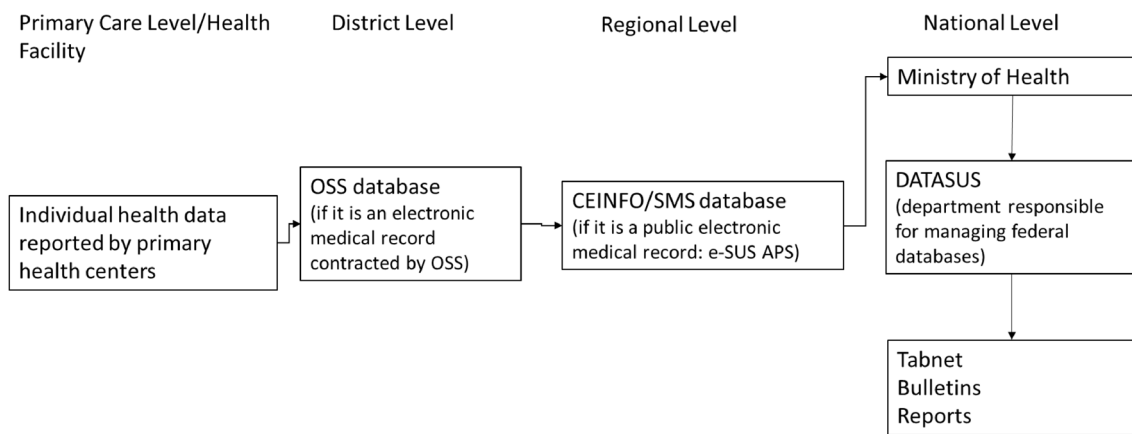 Primary Care Level/Health
Facility
District Level
Regional Level
National Level
Individual health data
reported by primary
health centers
OSS database
(if it is an electronic
medical record
contracted by OSS)
CEINFO/SMS database
(if it is a public electronic
medical record: e-SUS APS)
Ministry of Health
DATASUS
(department responsible
for managing federal
databases)
Tabnet
Bulletins
Reports